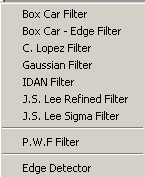 Box Car Filter
Box Car - Edge Filter
C. Lopez Filter
Gaussian Filter
IDAN Filter
J.S. Lee Refined Filter
J.S. Lee Sigma Filter
P.W.F Filter
Edge Detector